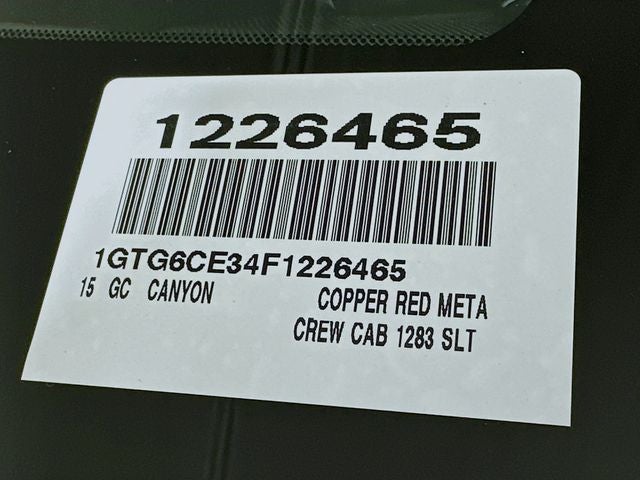 1226465
1GTG6CE34F1226465
15 GC CANYON COPPER RED META
CREW CAB 1283 SLT